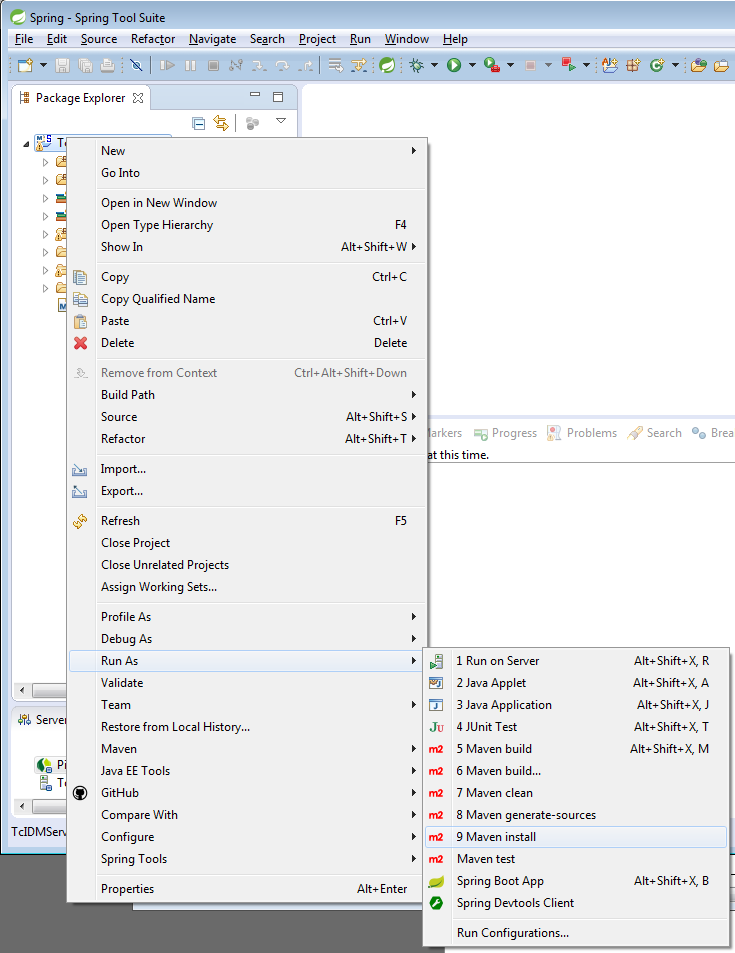 Spring - Spring Tool Suite
File Edit Source Refactor Navigate Search Project Run Window Help
Package Explorer
New
Go Into
Open in New Window
Open Type Hierarchy F4
Show In Alt+Shift+W
Copy Ctrl+C
Copy Qualified Name
Paste Ctrl+V
Delete Delete
Remove from Context Ctrl+Alt+Shift+Down
Build Path
Source Alt+Shift+S
Refactor Alt+Shift+T
Markers Progress Problems Search Brea
at this time.
Import...
Export...
Refresh F5
Close Project
Close Unrelated Projects
Assign Working Sets...
Profile As
Debug As
Run As
Validate
Team
Restore from Local History...
Maven
Java EE Tools
GitHub
Compare With
Configure
Spring Tools
Properties Alt+Enter
1 Run on Server Alt+Shift+X, R
2 Java Applet Alt+Shift+X, A
3 Java Application Alt+Shift+X, J
4 JUnit Test Alt+Shift+X, T
m2 5 Maven build Alt+Shift+X, M
m2 6 Maven build...
m2 7 Maven clean
m2 8 Maven generate-sources
m2 9 Maven install
m2 Maven test
Spring Boot App Alt+Shift+X, B
Spring Devtools Client
Run Configurations...
Server
Pi
TcIDMServ